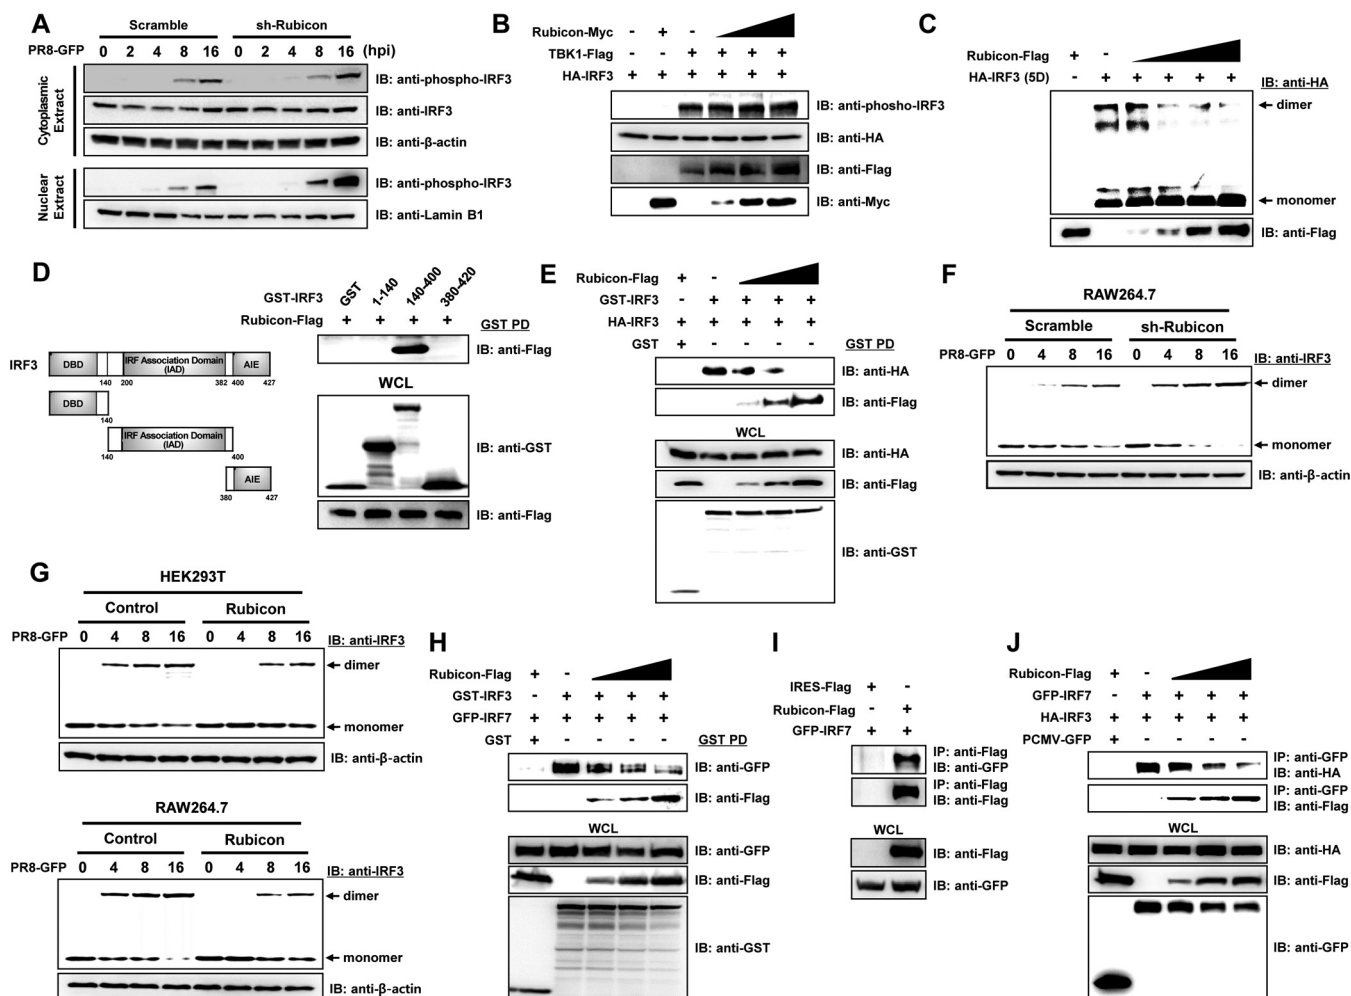 A
Scramble sh-Rubicon
PR8-GFP 0 2 4 8 16 0 2 4 8 16 (hpi)
Cytoplasmic Extract
IB: anti-phospho-IRF3
IB: anti-IRF3
IB: anti-β-actin
Nuclear Extract
IB: anti-phospho-IRF3
IB: anti-Lamin B1
B
Rubicon-Myc - + -
TBK1-Flag - - + + + +
HA-IRF3 + + + + + +
IB: anti-phosho-IRF3
IB: anti-HA
IB: anti-Flag
IB: anti-Myc
C
Rubicon-Flag + -
HA-IRF3 (5D) - + + + + +
IB: anti-HA
dimer
monomer
IB: anti-Flag
D
IRF3
DBD IRF Association Domain (IAD) AIE
140 200 382 400 427
DBD
140
IRF Association Domain (IAD)
140 400
AIE
380 427
GST-IRF3 GST 1-140 140-400 380-420
Rubicon-Flag + + + +
GST PD
IB: anti-Flag
WCL
IB: anti-GST
IB: anti-Flag
E
Rubicon-Flag + -
GST-IRF3 - + + + +
HA-IRF3 + + + + +
GST + - - - -
GST PD
IB: anti-HA
IB: anti-Flag
WCL
IB: anti-HA
IB: anti-Flag
IB: anti-GST
F
RAW264.7
Scramble sh-Rubicon
PR8-GFP 0 4 8 16 0 4 8 16
IB: anti-IRF3
dimer
monomer
IB: anti-β-actin
G
HEK293T
Control Rubicon
PR8-GFP 0 4 8 16 0 4 8 16
IB: anti-IRF3
dimer
monomer
IB: anti-β-actin
RAW264.7
Control Rubicon
PR8-GFP 0 4 8 16 0 4 8 16
IB: anti-IRF3
dimer
monomer
IB: anti-β-actin
H
Rubicon-Flag + -
GST-IRF3 - + + + +
GFP-IRF7 + + + + +
GST + - - - -
GST PD
IB: anti-GFP
IB: anti-Flag
WCL
IB: anti-GFP
IB: anti-Flag
IB: anti-GST
I
IRES-Flag + -
Rubicon-Flag - +
GFP-IRF7 + +
IP: anti-Flag
IB: anti-GFP
IP: anti-Flag
IB: anti-Flag
WCL
IB: anti-Flag
IB: anti-GFP
J
Rubicon-Flag + -
GFP-IRF7 - + + + +
HA-IRF3 + + + + +
PCMV-GFP + - - - -
IP: anti-GFP
IB: anti-HA
IP: anti-GFP
IB: anti-Flag
WCL
IB: anti-HA
IB: anti-Flag
IB: anti-GFP